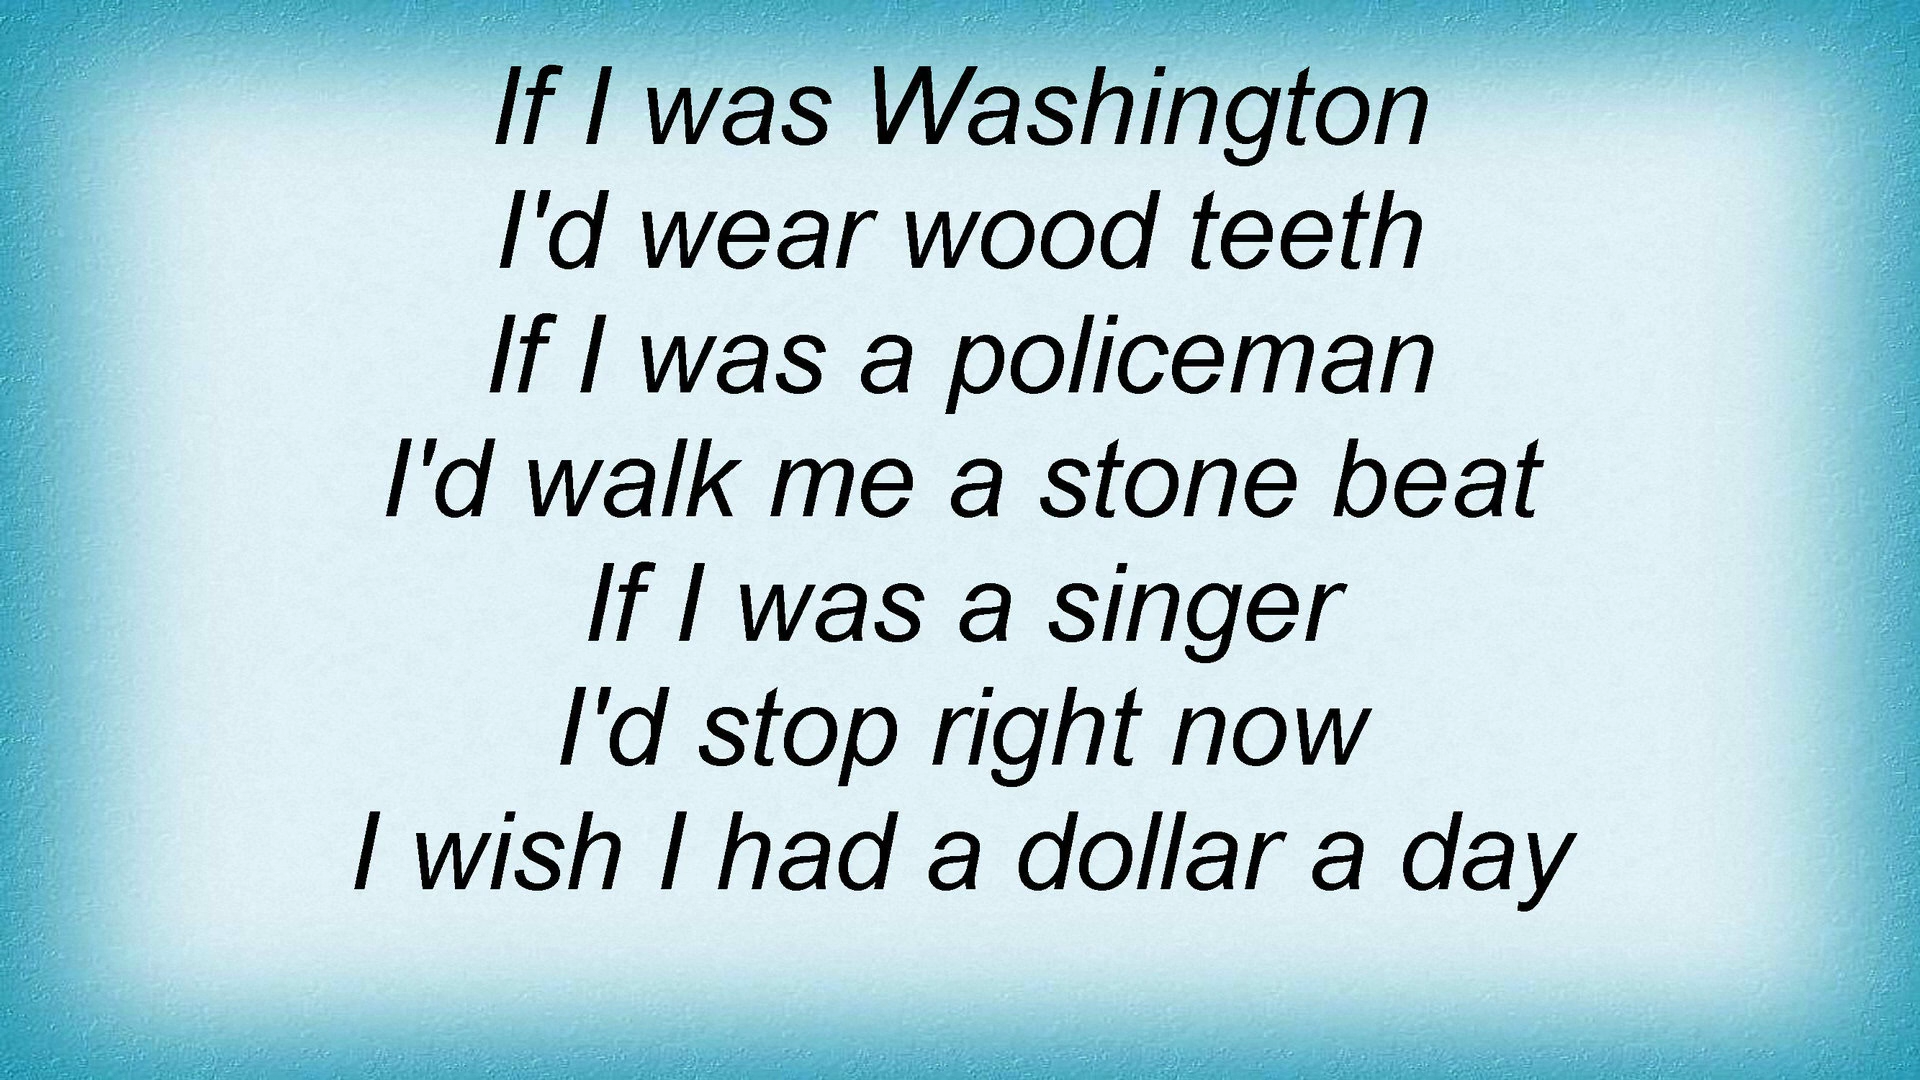 If I was Washington
I'd wear wood teeth
If I was a policeman
I'd walk me a stone beat
If I was a singer
I'd stop right now
I wish I had a dollar a day